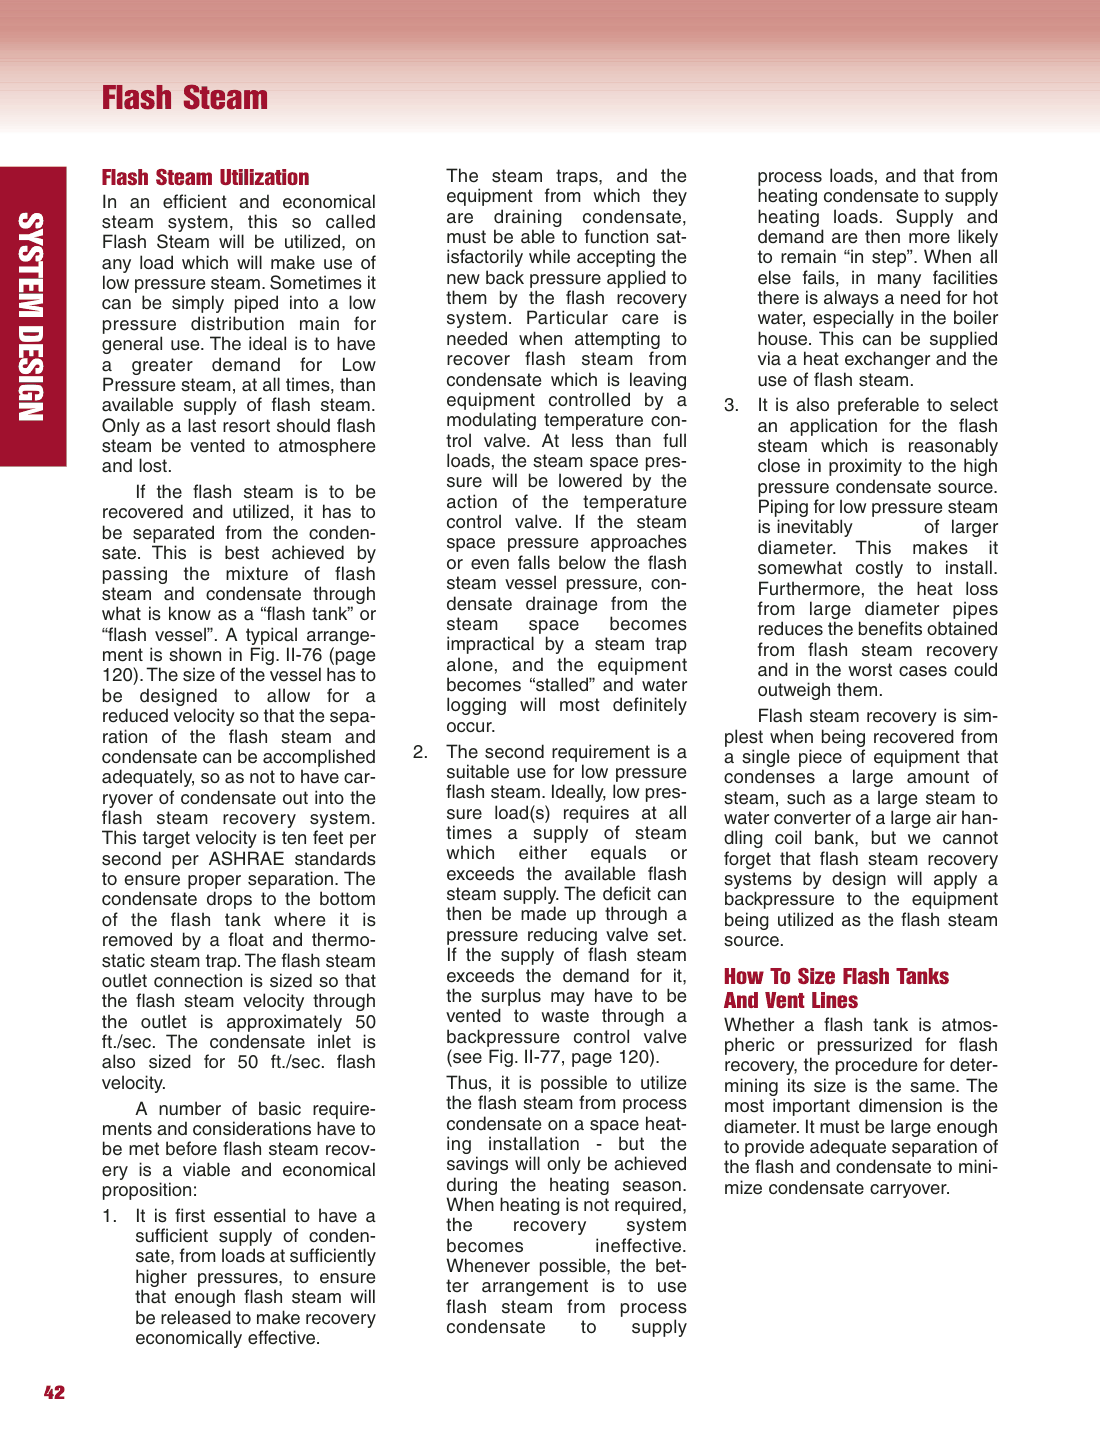 Flash Steam
SYSTEM DESIGN
Flash Steam Utilization
In an efficient and economical
steam system, this so called
Flash Steam will be utilized, on
any load which will make use of
low pressure steam. Sometimes it
can be simply piped into a low
pressure distribution main for
general use. The ideal is to have
a greater demand for Low
Pressure steam, at all times, than
available supply of flash steam.
Only as a last resort should flash
steam be vented to atmosphere
and lost.
If the flash steam is to be
recovered and utilized, it has to
be separated from the conden-
sate. This is best achieved by
passing the mixture of flash
steam and condensate through
what is know as a “flash tank” or
“flash vessel”. A typical arrange-
ment is shown in Fig. II-76 (page
120). The size of the vessel has to
be designed to allow for a
reduced velocity so that the sepa-
ration of the flash steam and
condensate can be accomplished
adequately, so as not to have car-
ryover of condensate out into the
flash steam recovery system.
This target velocity is ten feet per
second per ASHRAE standards
to ensure proper separation. The
condensate drops to the bottom
of the flash tank where it is
removed by a float and thermo-
static steam trap. The flash steam
outlet connection is sized so that
the flash steam velocity through
the outlet is approximately 50
ft./sec. The condensate inlet is
also sized for 50 ft./sec. flash
velocity.
A number of basic require-
ments and considerations have to
be met before flash steam recov-
ery is a viable and economical
proposition:
1. It is first essential to have a
sufficient supply of conden-
sate, from loads at sufficiently
higher pressures, to ensure
that enough flash steam will
be released to make recovery
economically effective.
The steam traps, and the
equipment from which they
are draining condensate,
must be able to function sat-
isfactorily while accepting the
new back pressure applied to
them by the flash recovery
system. Particular care is
needed when attempting to
recover flash steam from
condensate which is leaving
equipment controlled by a
modulating temperature con-
trol valve. At less than full
loads, the steam space pres-
sure will be lowered by the
action of the temperature
control valve. If the steam
space pressure approaches
or even falls below the flash
steam vessel pressure, con-
densate drainage from the
steam space becomes
impractical by a steam trap
alone, and the equipment
becomes “stalled” and water
logging will most definitely
occur.
2. The second requirement is a
suitable use for low pressure
flash steam. Ideally, low pres-
sure load(s) requires at all
times a supply of steam
which either equals or
exceeds the available flash
steam supply. The deficit can
then be made up through a
pressure reducing valve set.
If the supply of flash steam
exceeds the demand for it,
the surplus may have to be
vented to waste through a
backpressure control valve
(see Fig. II-77, page 120).
Thus, it is possible to utilize
the flash steam from process
condensate on a space heat-
ing installation - but the
savings will only be achieved
during the heating season.
When heating is not required,
the recovery system
becomes ineffective.
Whenever possible, the bet-
ter arrangement is to use
flash steam from process
condensate to supply
process loads, and that from
heating condensate to supply
heating loads. Supply and
demand are then more likely
to remain “in step”. When all
else fails, in many facilities
there is always a need for hot
water, especially in the boiler
house. This can be supplied
via a heat exchanger and the
use of flash steam.
3. It is also preferable to select
an application for the flash
steam which is reasonably
close in proximity to the high
pressure condensate source.
Piping for low pressure steam
is inevitably of larger
diameter. This makes it
somewhat costly to install.
Furthermore, the heat loss
from large diameter pipes
reduces the benefits obtained
from flash steam recovery
and in the worst cases could
outweigh them.
Flash steam recovery is sim-
plest when being recovered from
a single piece of equipment that
condenses a large amount of
steam, such as a large steam to
water converter of a large air han-
dling coil bank, but we cannot
forget that flash steam recovery
systems by design will apply a
backpressure to the equipment
being utilized as the flash steam
source.
How To Size Flash Tanks
And Vent Lines
Whether a flash tank is atmos-
pheric or pressurized for flash
recovery, the procedure for deter-
mining its size is the same. The
most important dimension is the
diameter. It must be large enough
to provide adequate separation of
the flash and condensate to mini-
mize condensate carryover.
42